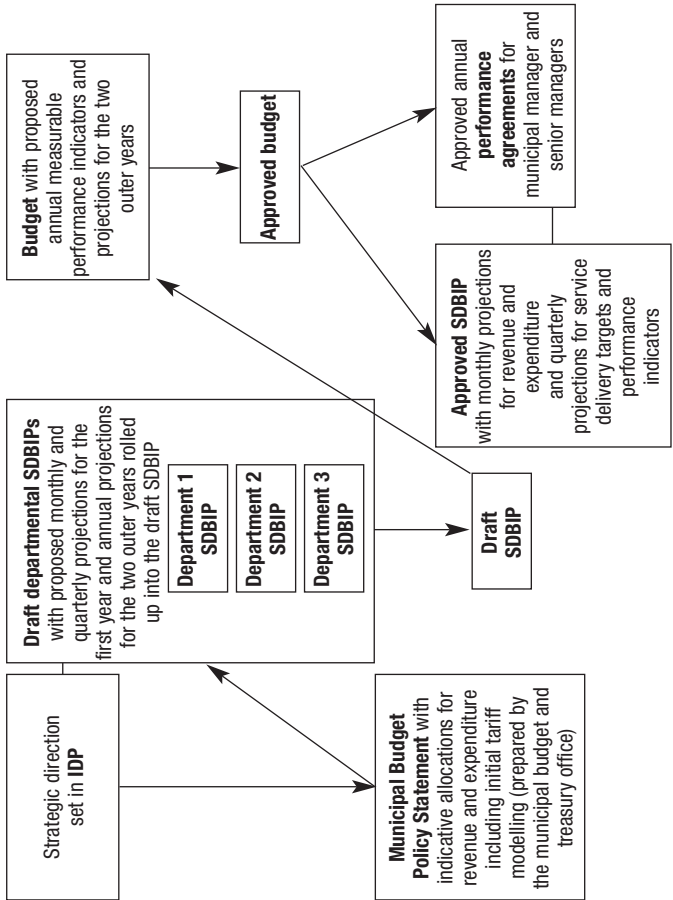 Strategic direction
set in IDP
Municipal Budget
Policy Statement with
indicative allocations for
revenue and expenditure
including initial tariff
modelling (prepared by
the municipal budget and
treasury office)
Draft departmental SDBIPs
with proposed monthly and
quarterly projections for the
first year and annual projections
for the two outer years rolled
up into the draft SDBIP
Department 1
SDBIP
Department 2
SDBIP
Department 3
SDBIP
Draft
SDBIP
Budget with proposed
annual measurable
performance indicators and
projections for the two
outer years
Approved budget
Approved SDBIP
with monthly projections
for revenue and
expenditure
and quarterly
projections for service
delivery targets and
performance
indicators
Approved annual
performance
agreements for
municipal manager and
senior managers